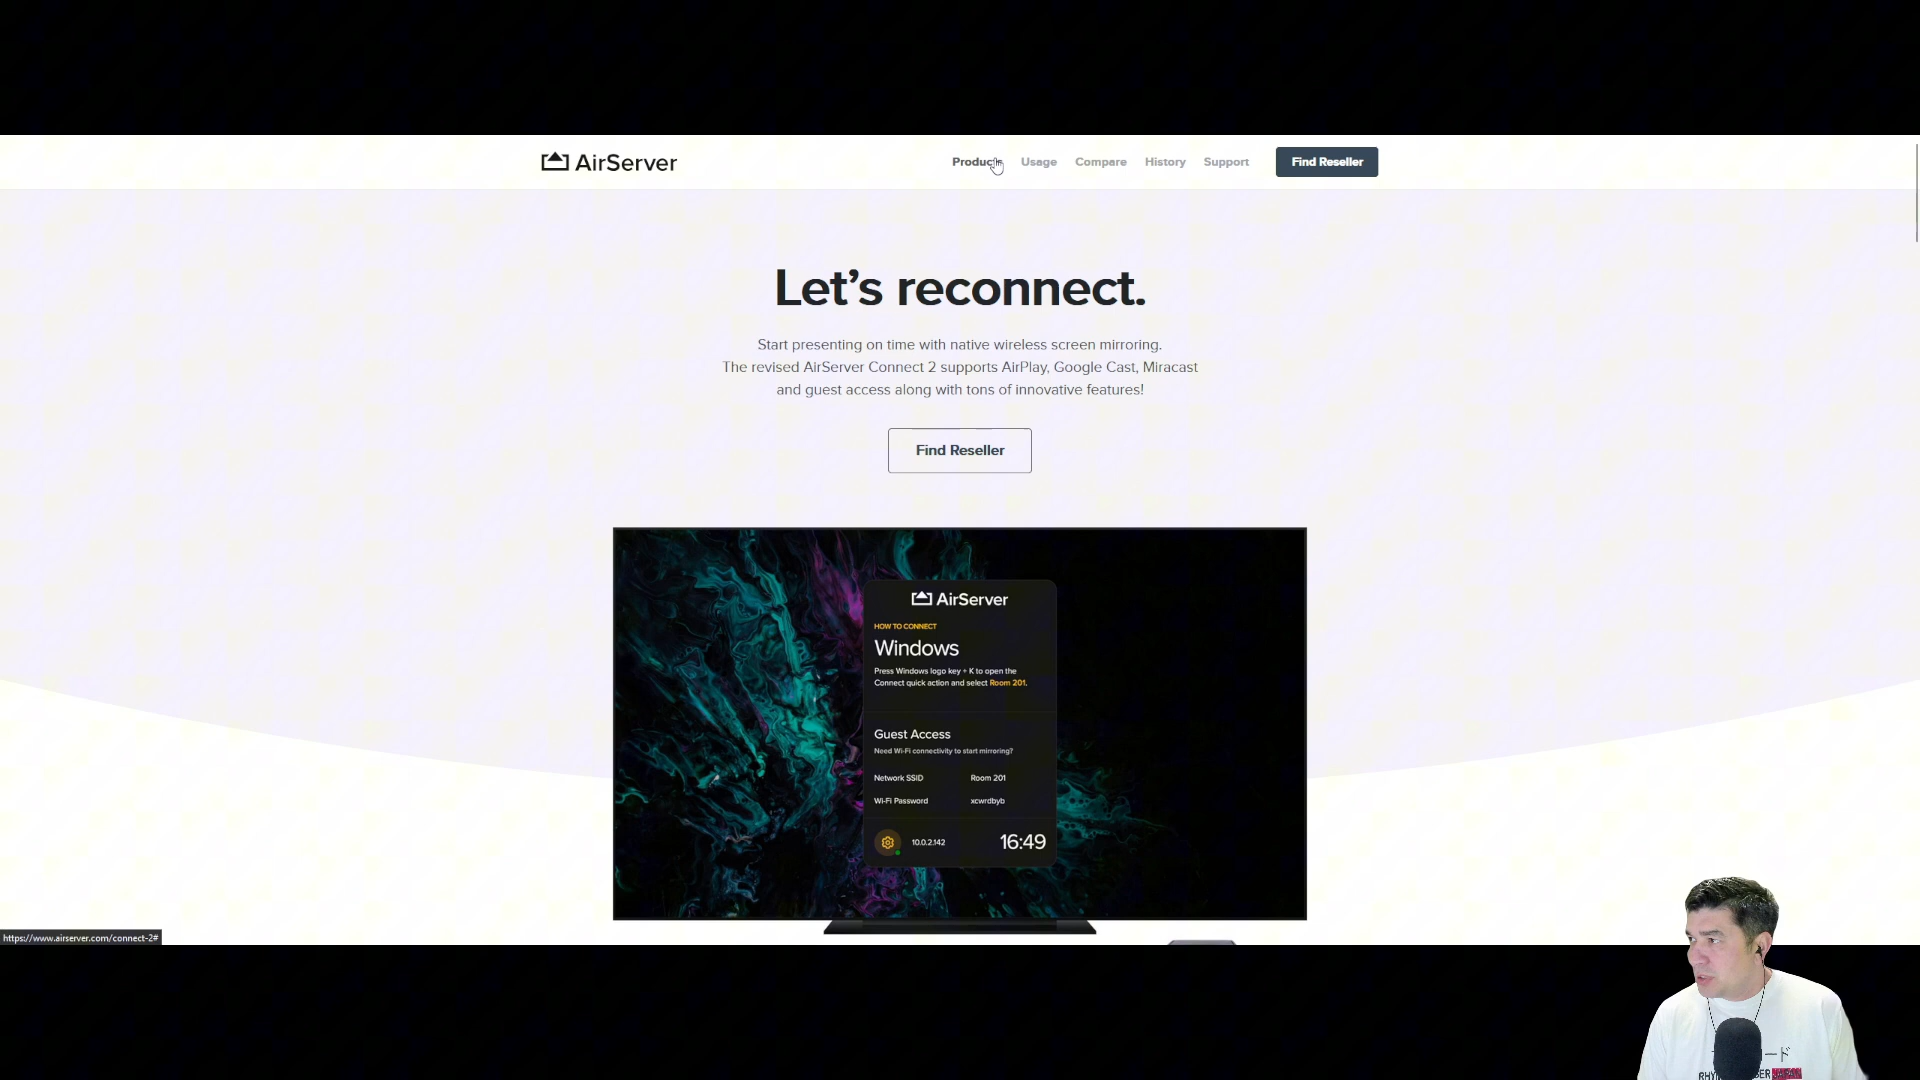 AirServer
Products Usage Compare History Support Find Reseller
Let's reconnect.
Start presenting on time with native wireless screen mirroring.
The revised AirServer Connect 2 supports AirPlay, Google Cast, Miracast
and guest access along with tons of innovative features!
Find Reseller
AirServer
HOW TO CONNECT
Windows
Press Windows logo key + K to open the
Connect quick action and select Room 201.
Guest Access
Need Wi-Fi connectivity to start mirroring?
Network SSID Room 201
Wi-Fi Password xcwrdbyb
10.0.2.142 16:49
https://www.airserver.com/connect-2#